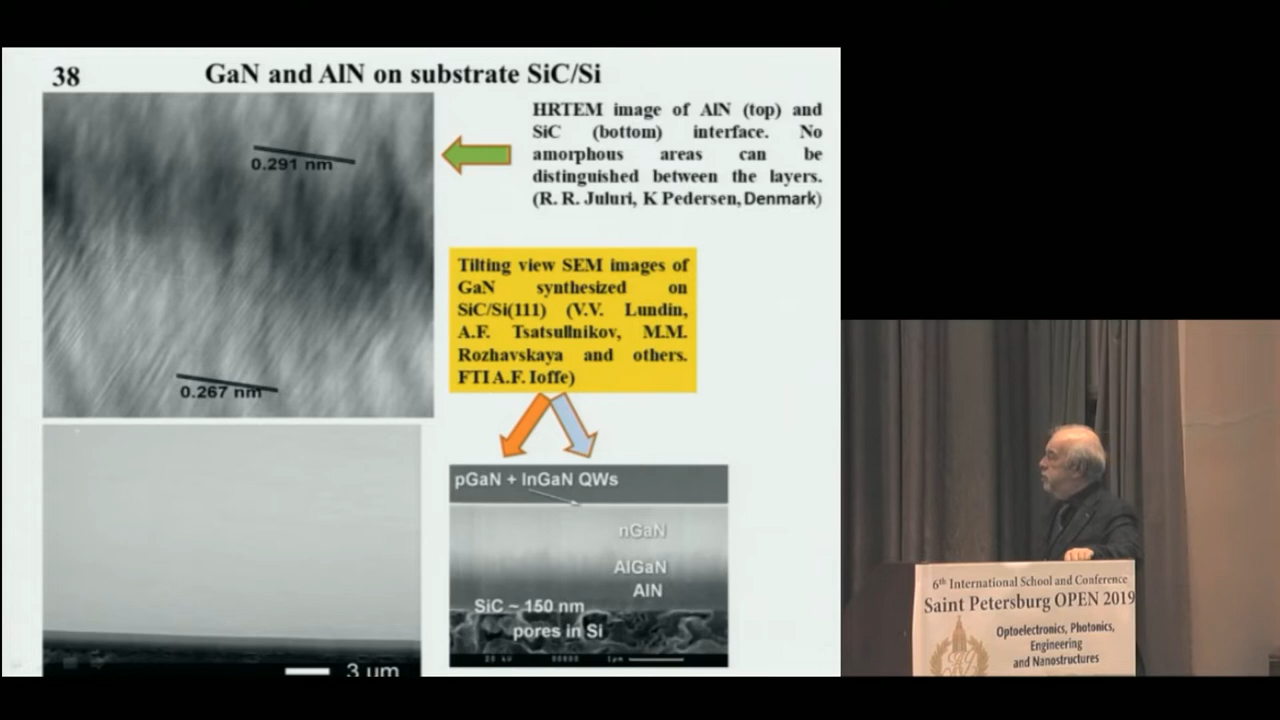 38
GaN and AlN on substrate SiC/Si
0.291 nm
0.267 nm
HRTEM image of AlN (top) and
SiC (bottom) interface. No
amorphous areas can be
distinguished between the layers.
(R. R. Juluri, K Pedersen, Denmark)
Tilting view SEM images of
GaN synthesized on
SiC/Si(111) (V.V. Lundin,
A.F. Tsatsullnikov, M.M.
Rozhavskaya and others.
FTI A.F. Ioffe)
3 µm
pGaN + InGaN QWs
nGaN
AlGaN
AlN
SiC ~ 150 nm
pores in Si
1µm
6th International School and Conference
Saint Petersburg OPEN 2019
Optoelectronics, Photonics,
Engineering
and Nanostructures